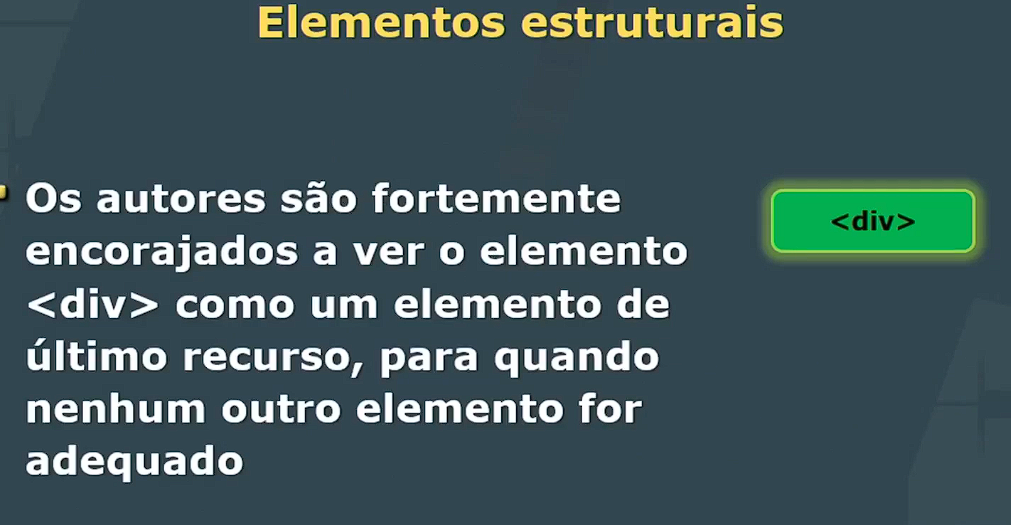 Elementos estruturais
Os autores são fortemente
encorajados a ver o elemento
<div> como um elemento de
último recurso, para quando
nenhum outro elemento for
adequado
<div>